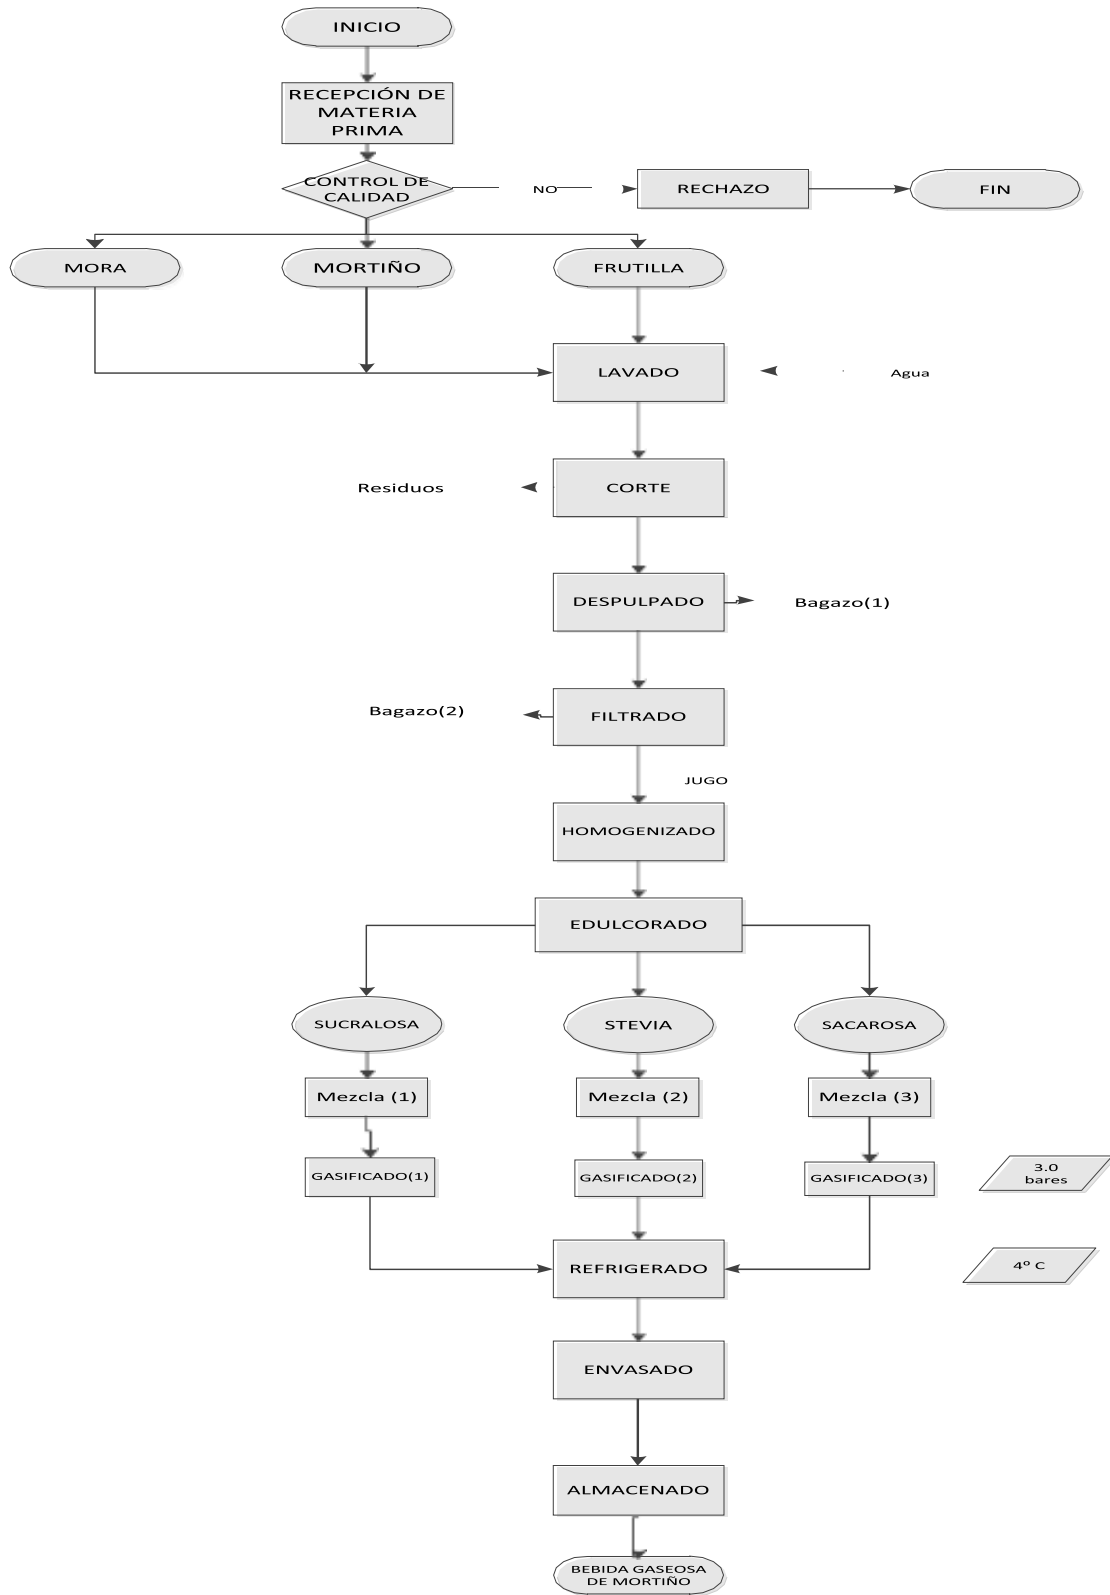 INICIO
RECEPCIÓN DE
MATERIA
PRIMA
CONTROL DE
CALIDAD
NO
RECHAZO
FIN
MORA
MORTIÑO
FRUTILLA
LAVADO
Agua
Residuos
CORTE
DESPULPADO
Bagazo(1)
Bagazo(2)
FILTRADO
JUGO
HOMOGENIZADO
EDULCORADO
SUCRALOSA
STEVIA
SACAROSA
Mezcla (1)
Mezcla (2)
Mezcla (3)
GASIFICADO(1)
GASIFICADO(2)
GASIFICADO(3)
3.0
bares
REFRIGERADO
4º C
ENVASADO
ALMACENADO
BEBIDA GASEOSA
DE MORTIÑO